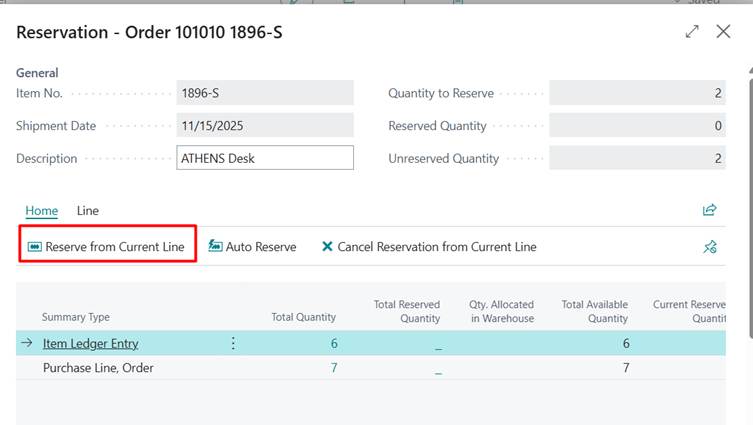 Saved
Reservation - Order 101010 1896-S
General
Item No. 1896-S
Quantity to Reserve 2
Shipment Date 11/15/2025
Reserved Quantity 0
Description ATHENS Desk
Unreserved Quantity 2
Home Line
Reserve from Current Line Auto Reserve Cancel Reservation from Current Line
Total Reserved Qty. Allocated Total Available Current Reserve
Summary Type Total Quantity Quantity in Warehouse Quantity Quantit
Item Ledger Entry 6 _ 6
Purchase Line, Order 7 _ 7